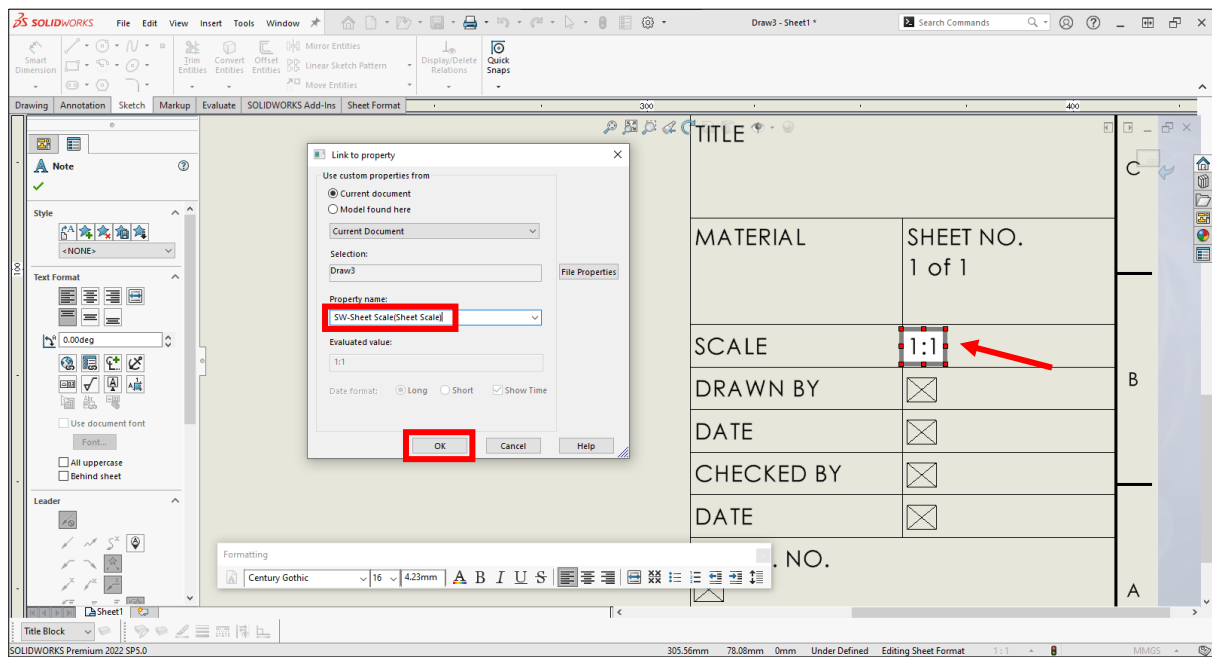 SOLIDWORKS File Edit View Insert Tools Window Draw3 - Sheet1 * Search Commands
Smart Dimension
Trim Entities
Convert Entities
Offset Entities
Mirror Entities
Linear Sketch Pattern
Move Entities
Display/Delete Relations
Quick Snaps
Drawing Annotation Sketch Markup Evaluate SOLIDWORKS Add-Ins Sheet Format
300 400
100
Note
Style
<NONE>
Text Format
0.00deg
Use document font
Font...
All uppercase
Behind sheet
Leader
Link to property
Use custom properties from
Current document
Model found here
Current Document
Selection:
Draw3
File Properties
Property name:
SW-Sheet Scale(Sheet Scale)
Evaluated value:
1:1
Date format: Long Short Show Time
OK Cancel Help
TITLE
C
MATERIAL SHEET NO.
1 of 1
SCALE 1:1
DRAWN BY
B
DATE
CHECKED BY
DATE
. NO.
A
Formatting
Century Gothic 16 4.23mm A B I U S
Sheet1
Title Block
SOLIDWORKS Premium 2022 SP5.0 305.56mm 78.08mm 0mm Under Defined Editing Sheet Format 1:1 MMGS